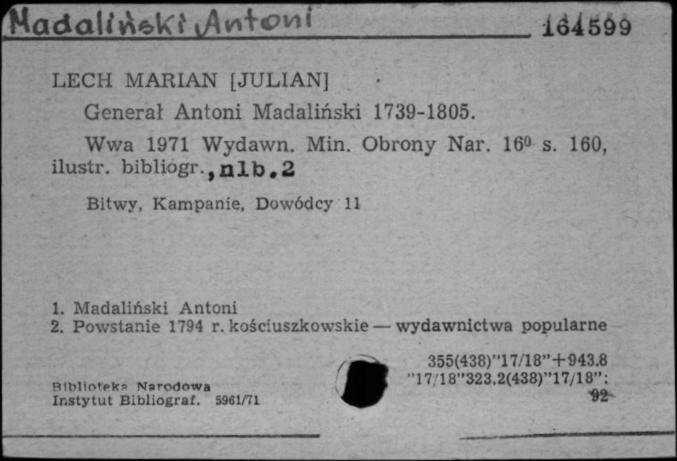 Madaliński Antoni
164599
LECH MARIAN [JULIAN]
Generał Antoni Madaliński 1739-1805.
Wwa 1971 Wydawn. Min. Obrony Nar. 16⁰ s. 160,
ilustr. bibliogr., nlb. 2
Bitwy, Kampanie, Dowódcy 11
1. Madaliński Antoni
2. Powstanie 1794 r. kościuszkowskie — wydawnictwa popularne
355(438)"17/18"+943.8
"17/18"323.2(438)"17/18":
92
Biblioteka Narodowa
Instytut Bibliograf. 5961/71